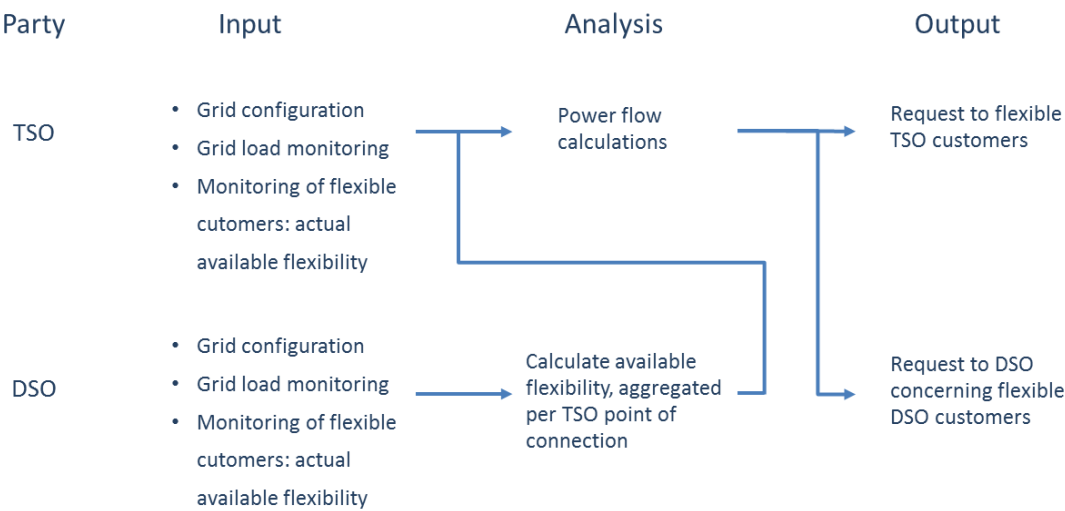 Party Input Analysis Output
TSO
• Grid configuration
• Grid load monitoring
• Monitoring of flexible
cutomers: actual
available flexibility
Power flow
calculations
Request to flexible
TSO customers
DSO
• Grid configuration
• Grid load monitoring
• Monitoring of flexible
cutomers: actual
available flexibility
Calculate available
flexibility, aggregated
per TSO point of
connection
Request to DSO
concerning flexible
DSO customers